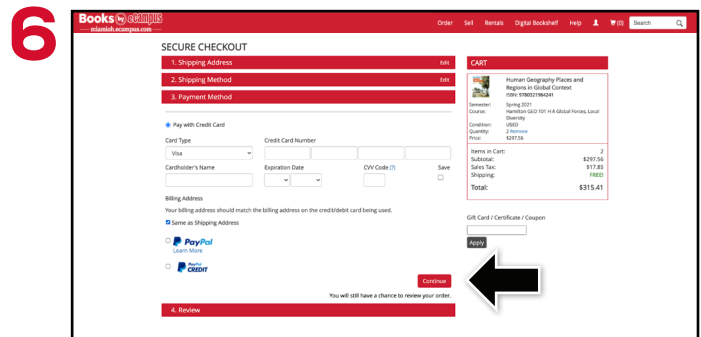 6
Books @ eCampus
miamioh.ecampus.com
Order Sell Rentals Digital Bookshelf Help (0) Search
SECURE CHECKOUT
1. Shipping Address Edit
2. Shipping Method Edit
3. Payment Method
Pay with Credit Card
Card Type Credit Card Number
Visa
Cardholder's Name Expiration Date CVV Code (?) Save
Billing Address
Your billing address should match the billing address on the credit/debit card being used.
Same as Shipping Address
PayPal
Learn More
PayPal
CREDIT
Continue
You will still have a chance to review your order.
4. Review
CART
Human Geography Places and
Regions in Global Context
ISBN: 9780321984241
Semester: Spring 2021
Course: Hamilton GEO 101 H A Global Forces, Local
Diversity
Condition: USED
Quantity: 2 Remove
Price: $297.56
Items in Cart: 2
Subtotal: $297.56
Sales Tax: $17.85
Shipping: FREE!
Total: $315.41
Gift Card / Certificate / Coupon
Apply